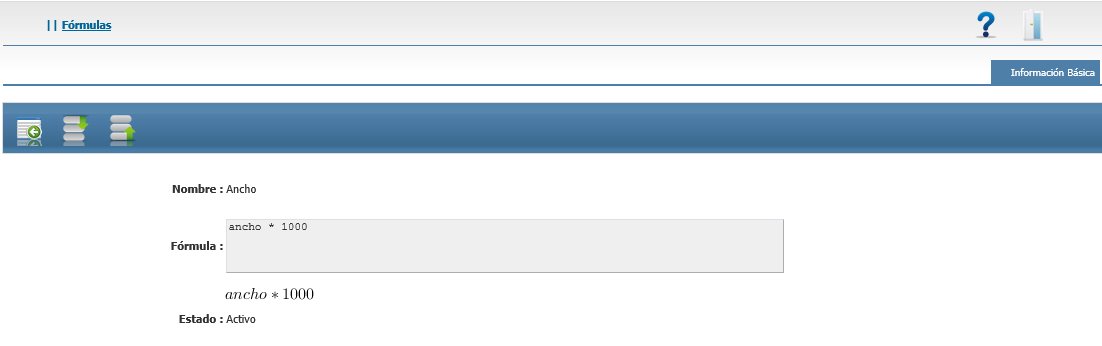 || Fórmulas
Información Básica
Nombre : Ancho
ancho * 1000
Fórmula :
ancho * 1000
Estado : Activo